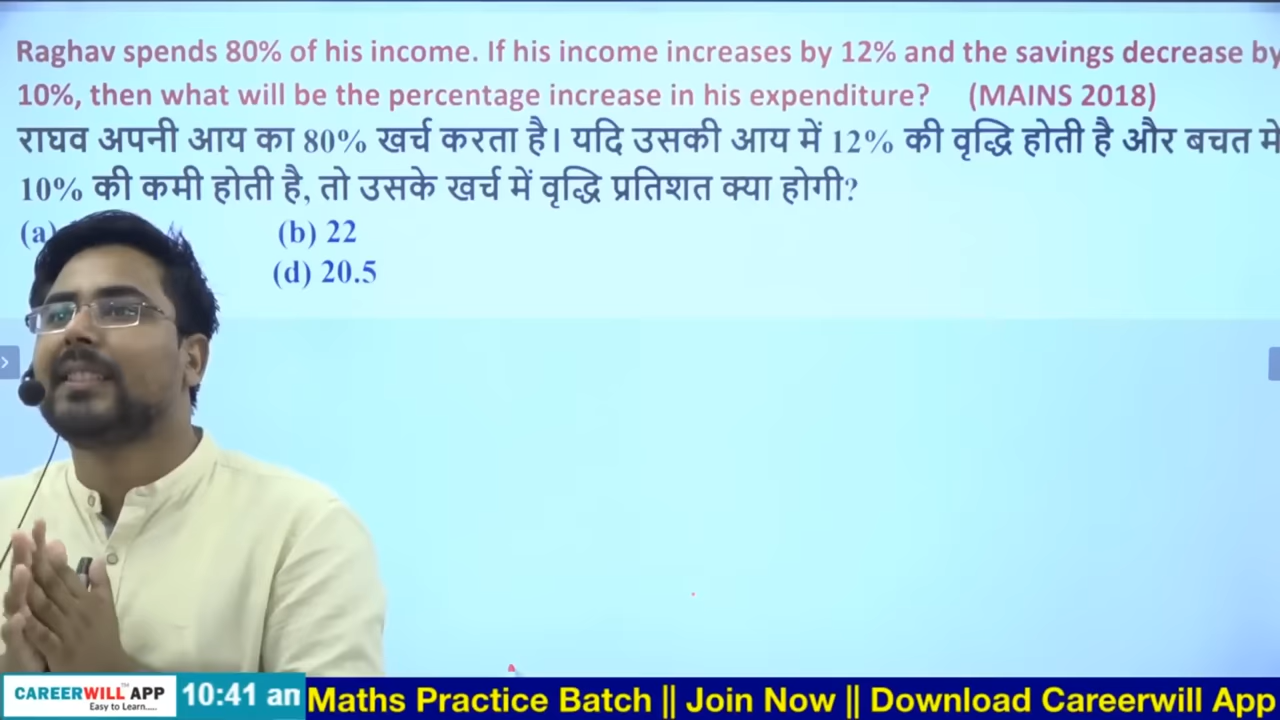 Raghav spends 80% of his income. If his income increases by 12% and the savings decrease by
10%, then what will be the percentage increase in his expenditure? (MAINS 2018)
राघव अपनी आय का 80% खर्च करता है। यदि उसकी आय में 12% की वृद्धि होती है और बचत मे
10% की कमी होती है, तो उसके खर्च में वृद्धि प्रतिशत क्या होगी?
(a) (b) 22
(d) 20.5
CAREERWILL APP
Easy to Learn.....
10:41 am
Maths Practice Batch || Join Now || Download Careerwill App